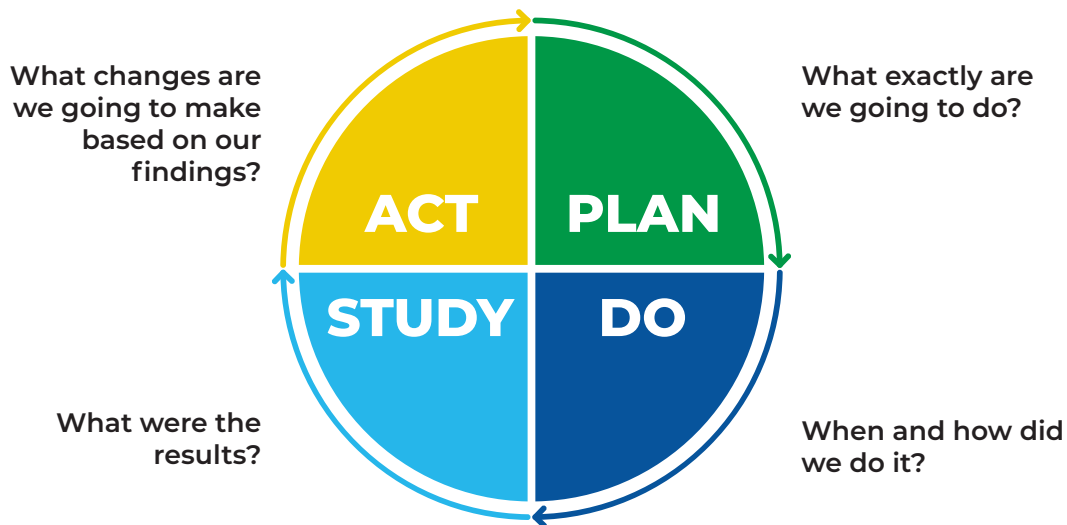 What changes are
we going to make
based on our
findings?
What exactly are
we going to do?
ACT
PLAN
STUDY
DO
What were the
results?
When and how did
we do it?